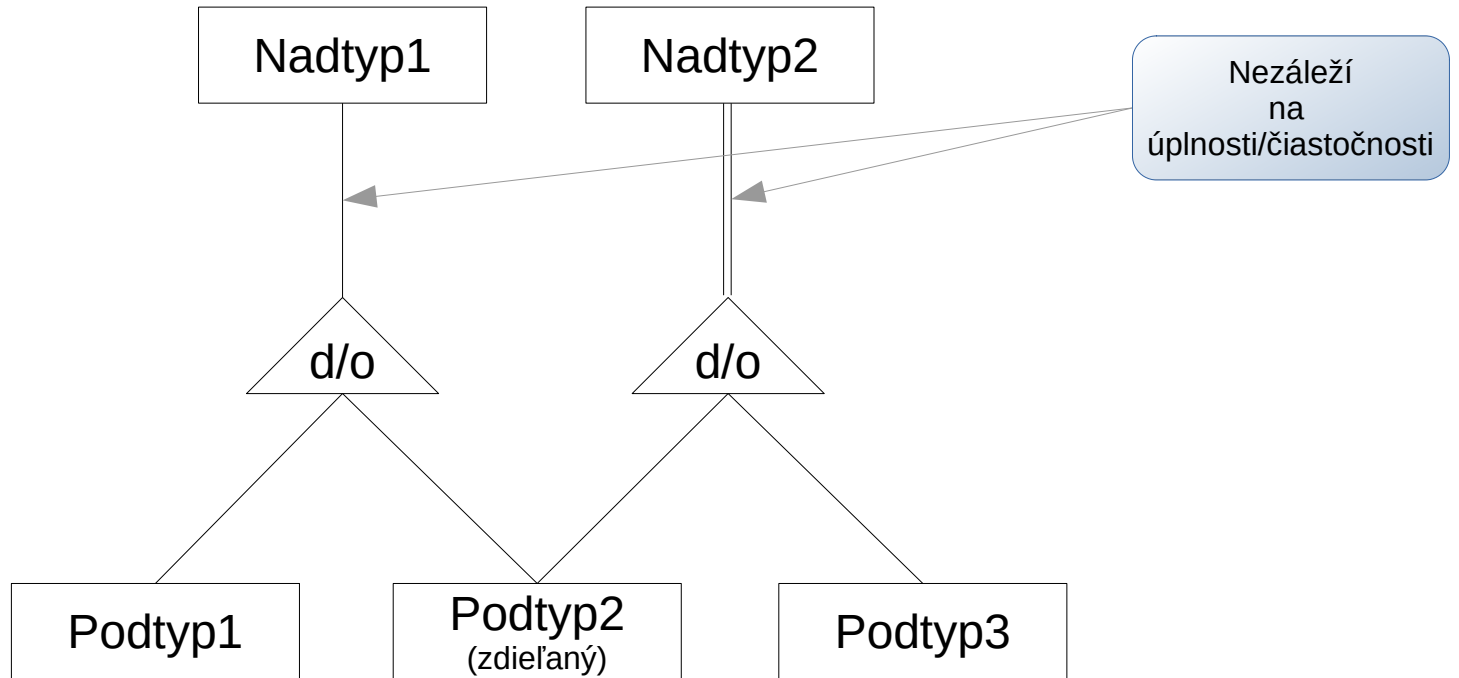 Nadtyp1
Nadtyp2
Nezáleží
na
úplnosti/čiastočnosti
d/o
d/o
Podtyp1
Podtyp2
(zdieľaný)
Podtyp3